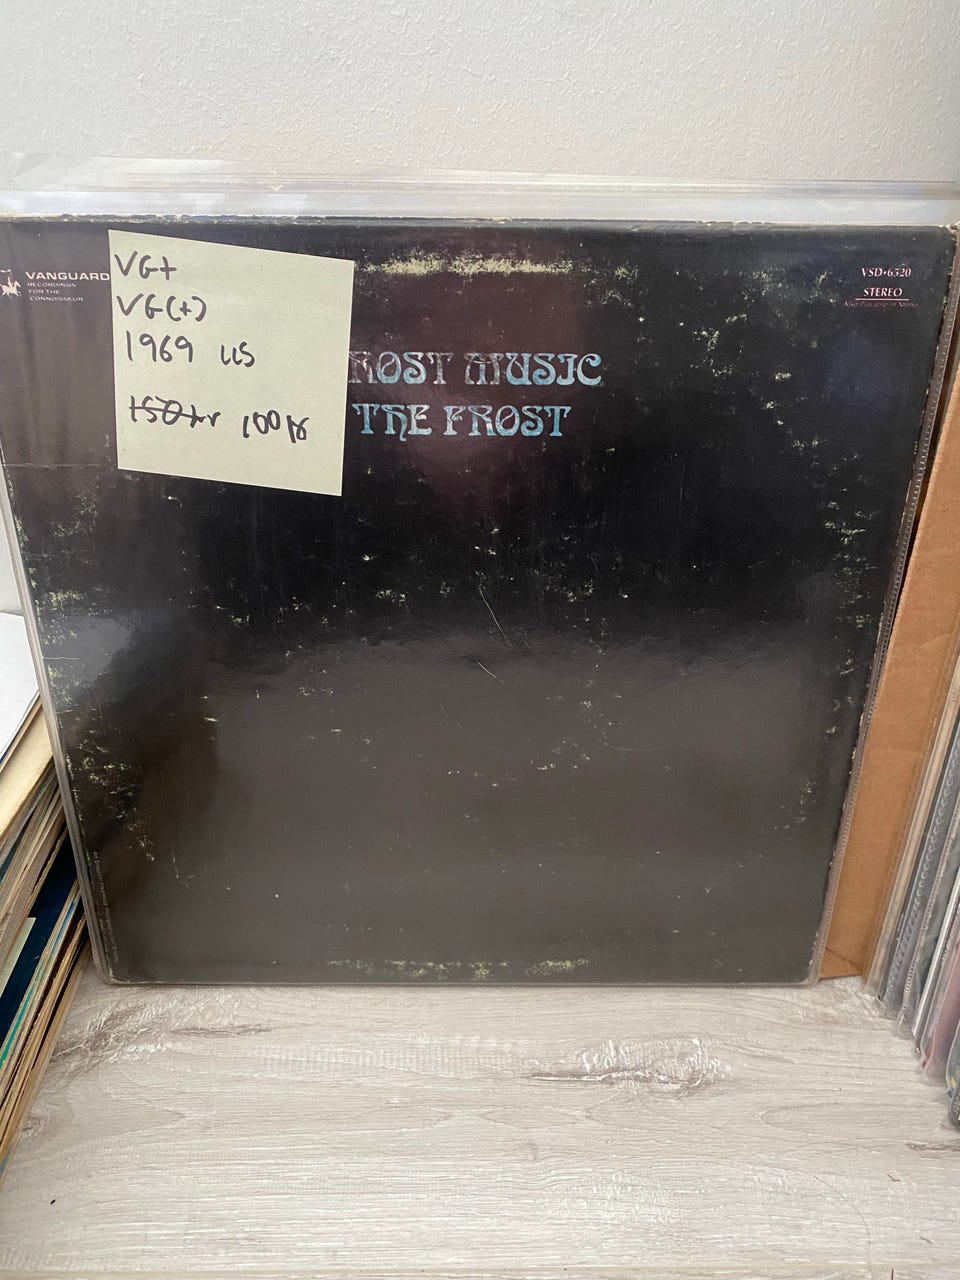 VANGUARD
RECORDINGS
FOR THE
CONNOISSEUR
VG+
VG(+)
1969 US
150kr 100kr
VSD•6520
STEREO
ROST MUSIC
THE FROST